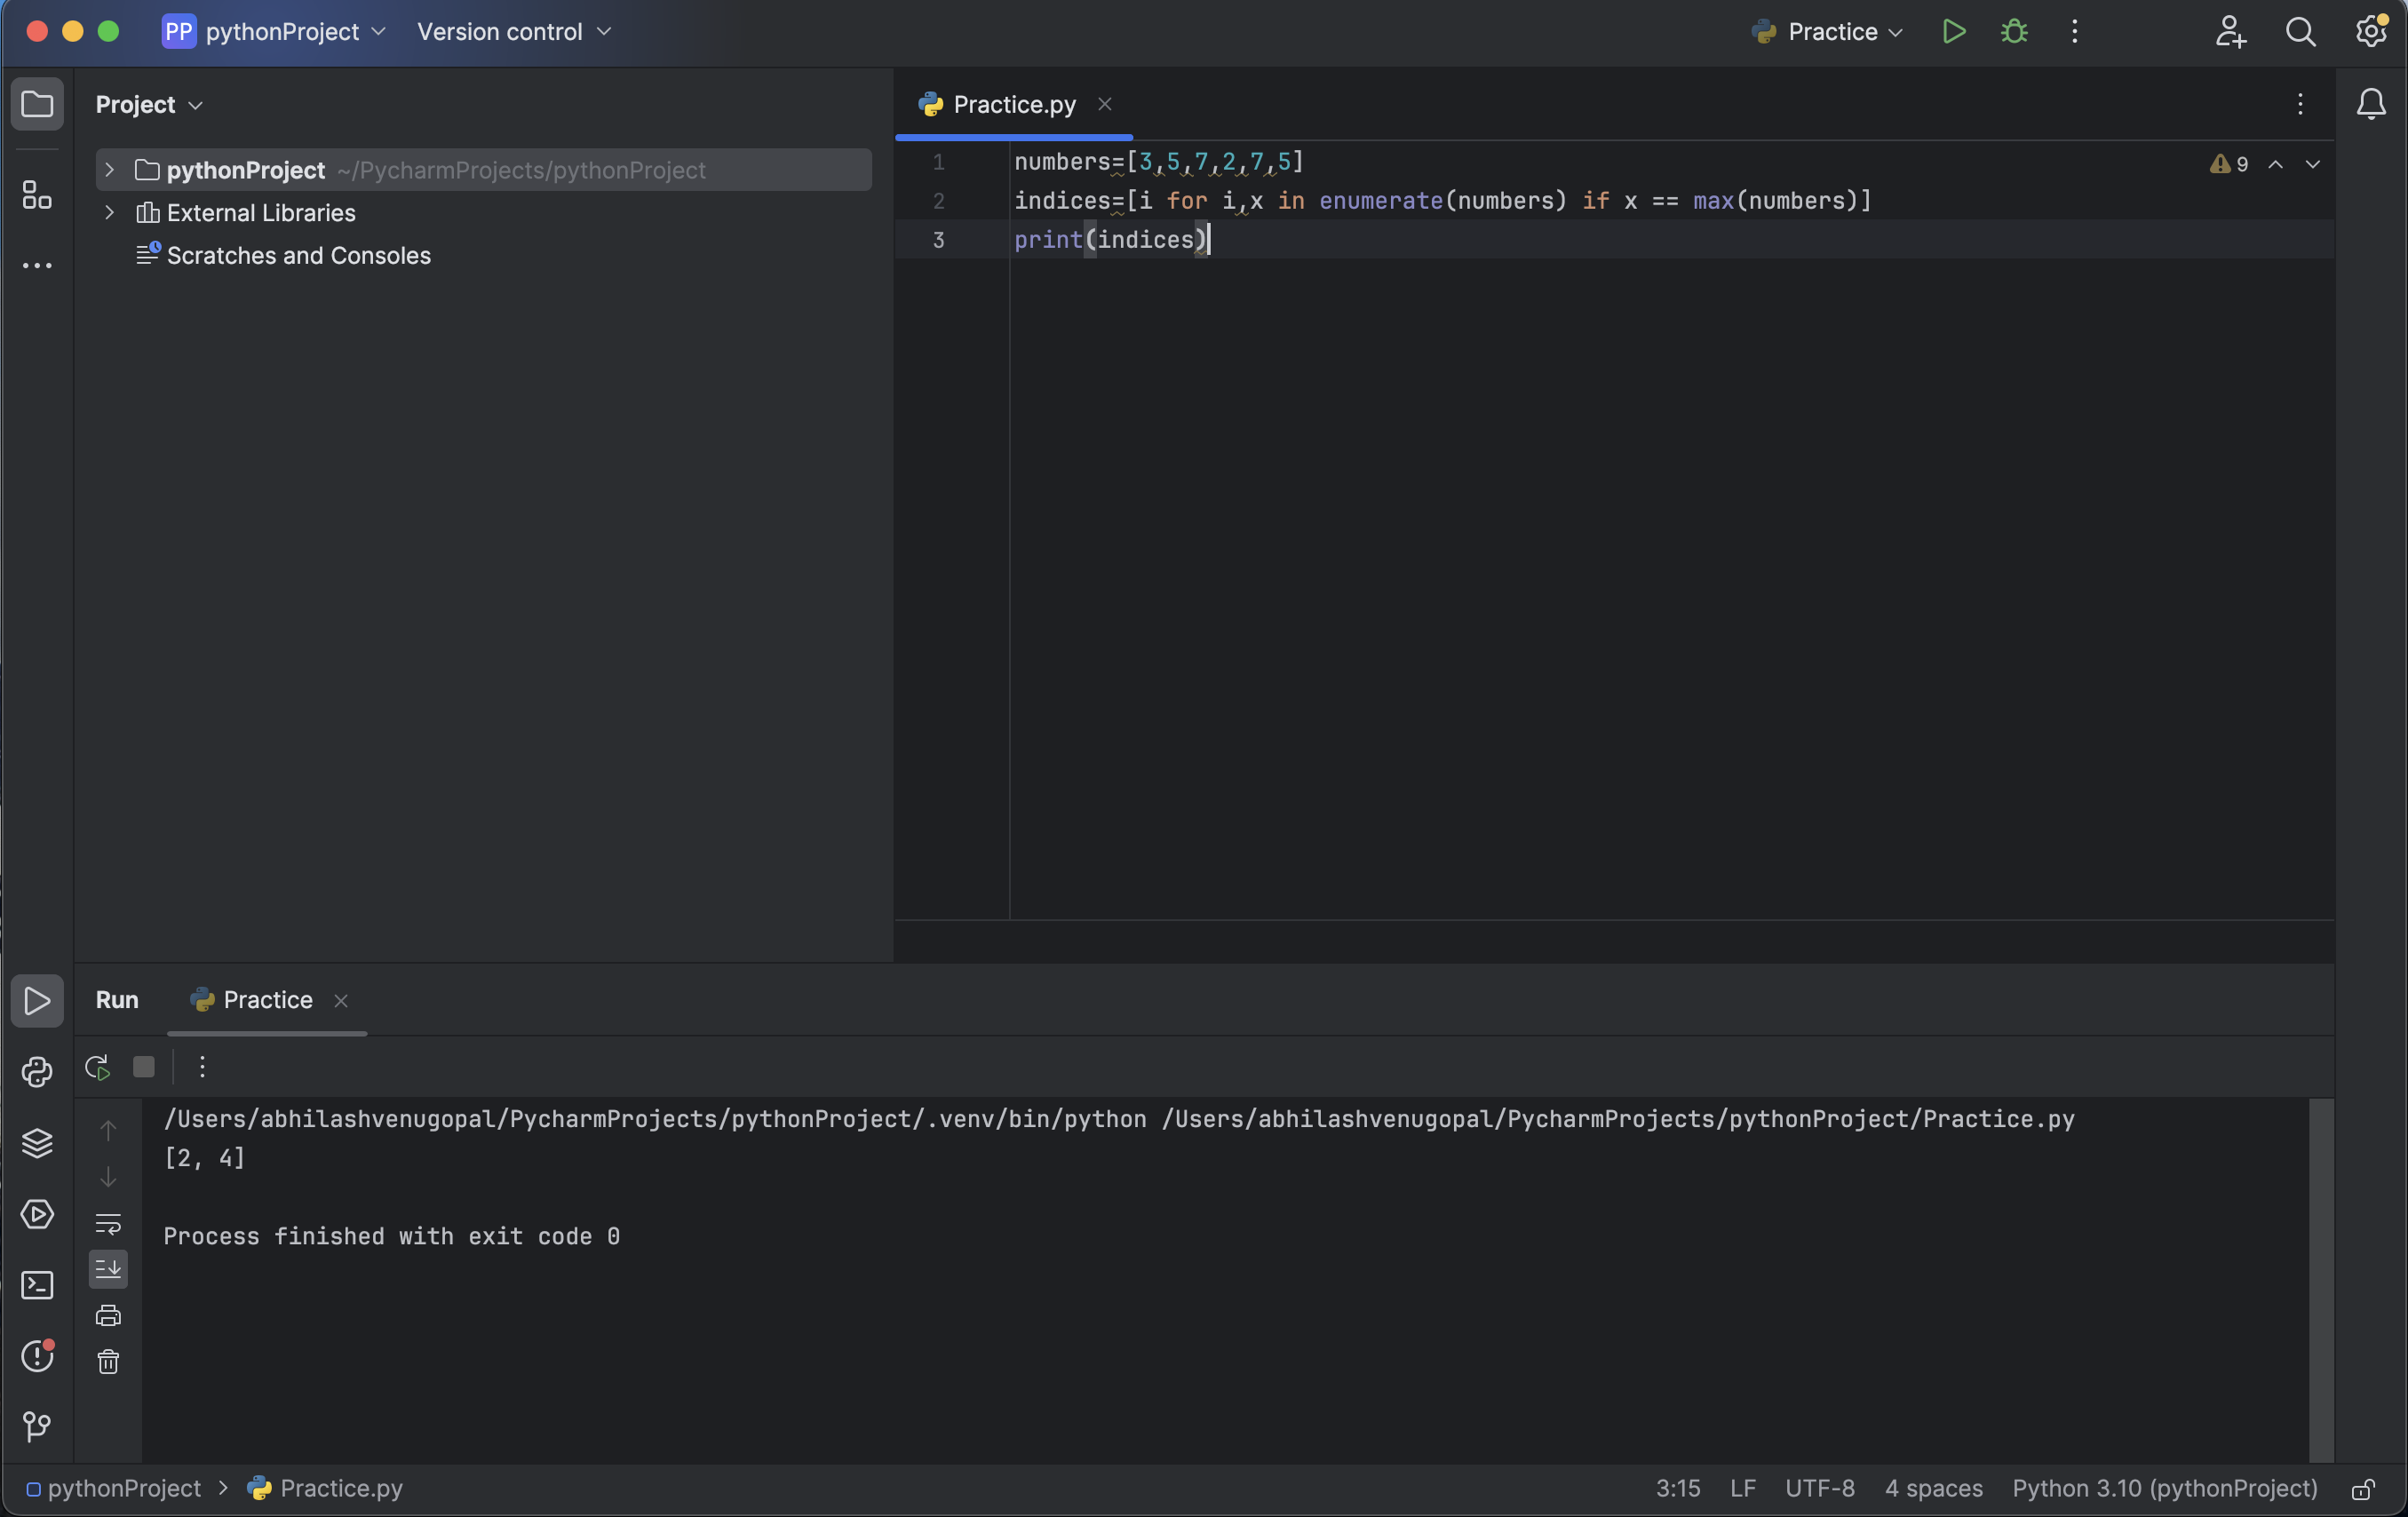 PP pythonProject Version control Practice
Project
Practice.py
pythonProject ~/PycharmProjects/pythonProject
External Libraries
Scratches and Consoles
1 numbers=[3,5,7,2,7,5]
9
2 indices=[i for i,x in enumerate(numbers) if x == max(numbers)]
3 print(indices)
Run Practice
/Users/abhilashvenugopal/PycharmProjects/pythonProject/.venv/bin/python /Users/abhilashvenugopal/PycharmProjects/pythonProject/Practice.py
[2, 4]
Process finished with exit code 0
pythonProject Practice.py 3:15 LF UTF-8 4 spaces Python 3.10 (pythonProject)